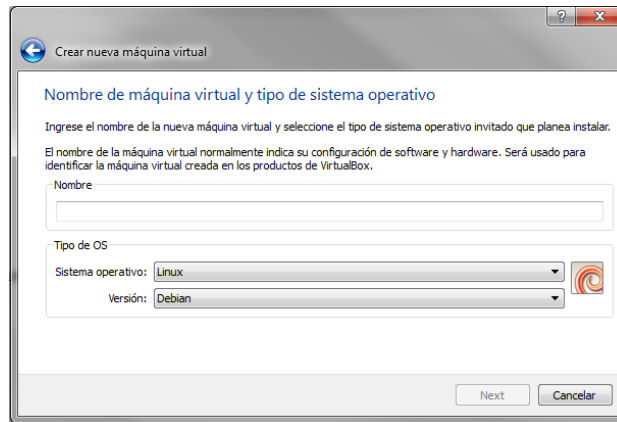 ?
X
Crear nueva máquina virtual
Nombre de máquina virtual y tipo de sistema operativo
Ingrese el nombre de la nueva máquina virtual y seleccione el tipo de sistema operativo invitado que planea instalar.
El nombre de la máquina virtual normalmente indica su configuración de software y hardware. Será usado para
identificar la máquina virtual creada en los productos de VirtualBox.
Nombre
Tipo de OS
Sistema operativo: Linux
Versión: Debian
Next Cancelar